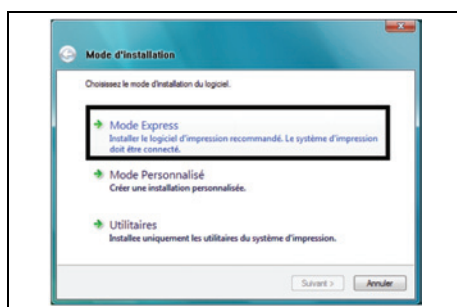 Mode d'installation
Choisissez le mode d'installation du logiciel.
Mode Express
Installer le logiciel d'impression recommandé. Le système d'impression
doit être connecté.
Mode Personnalisé
Créer une installation personnalisée.
Utilitaires
Installee uniquement les utilitaires du système d'impression.
Suivant >
Annuler